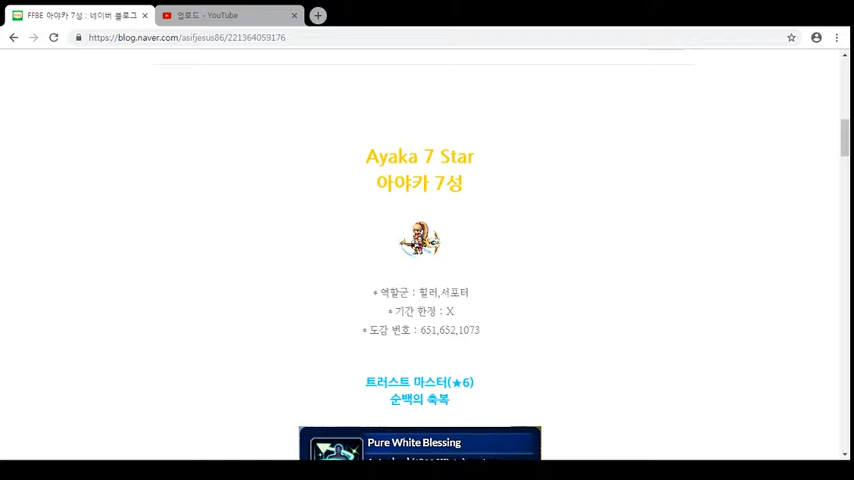 FFBE 아야카 7성 : 네이버 블로그
업로드 - YouTube
https://blog.naver.com/asifjesus86/221364059176
Ayaka 7 Star
아야카 7성
* 역할군 : 힐러,서포터
* 기간 한정 : X
* 도감 번호 : 651,652,1073
트러스트 마스터(★6)
순백의 축복
Pure White Blessing